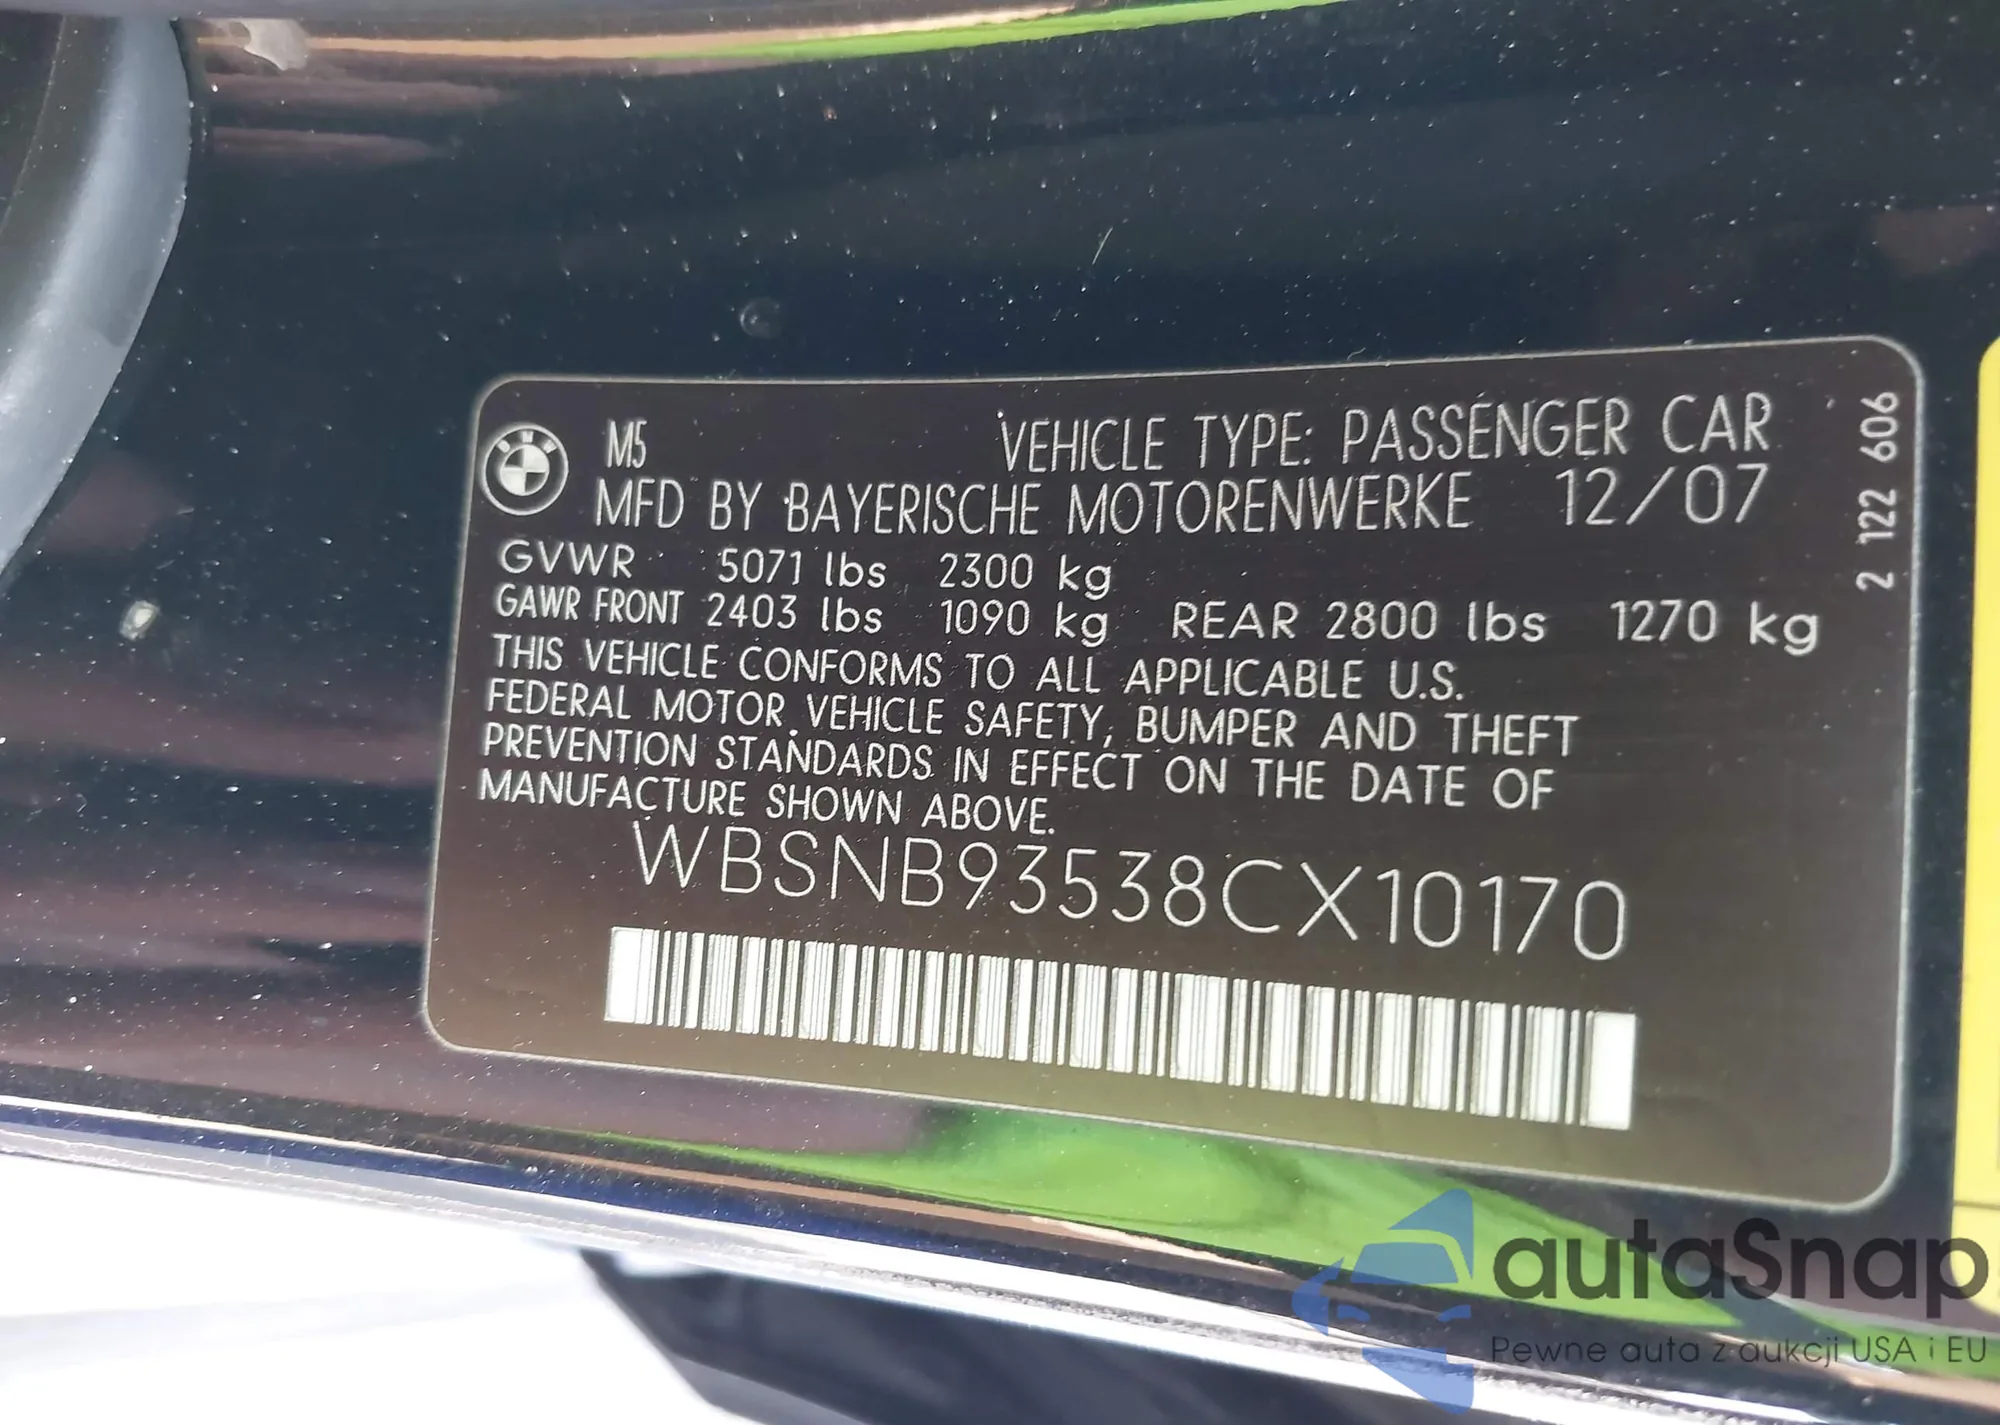 M5 VEHICLE TYPE: PASSENGER CAR
MFD BY BAYERISCHE MOTORENWERKE 12/07
GVWR 5071 lbs 2300 kg
GAWR FRONT 2403 lbs 1090 kg REAR 2800 lbs 1270 kg
THIS VEHICLE CONFORMS TO ALL APPLICABLE U.S.
FEDERAL MOTOR VEHICLE SAFETY, BUMPER AND THEFT
PREVENTION STANDARDS IN EFFECT ON THE DATE OF
MANUFACTURE SHOWN ABOVE.
WBSNB93538CX10170
2 122 606
BMW
autaSnap
Pewne auta z aukcji USA i EU